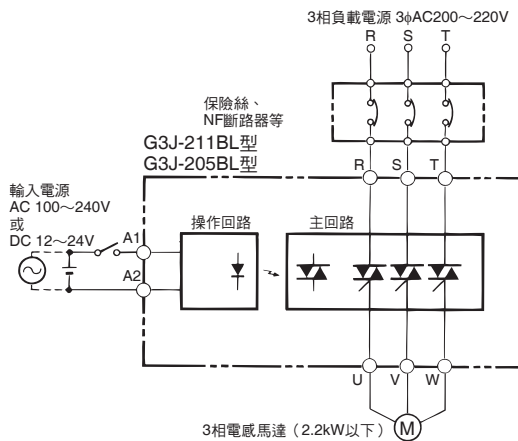 3相負載電源 3ϕAC200～220V
R S T
保險絲、
NF斷路器等
G3J-211BL型
G3J-205BL型
R S T
輸入電源
AC 100～240V
或
DC 12～24V
A1
操作回路
主回路
A2
U V W
3相電感馬達（2.2kW以下）
M